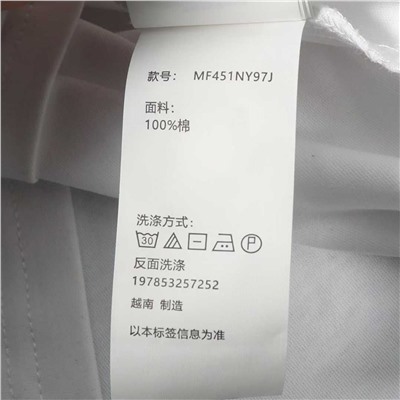 款号: MF451NY97J
面料:
100%棉
洗涤方式:
30 P
反面洗涤
197853257252
越南 制造
以本标签信息为准